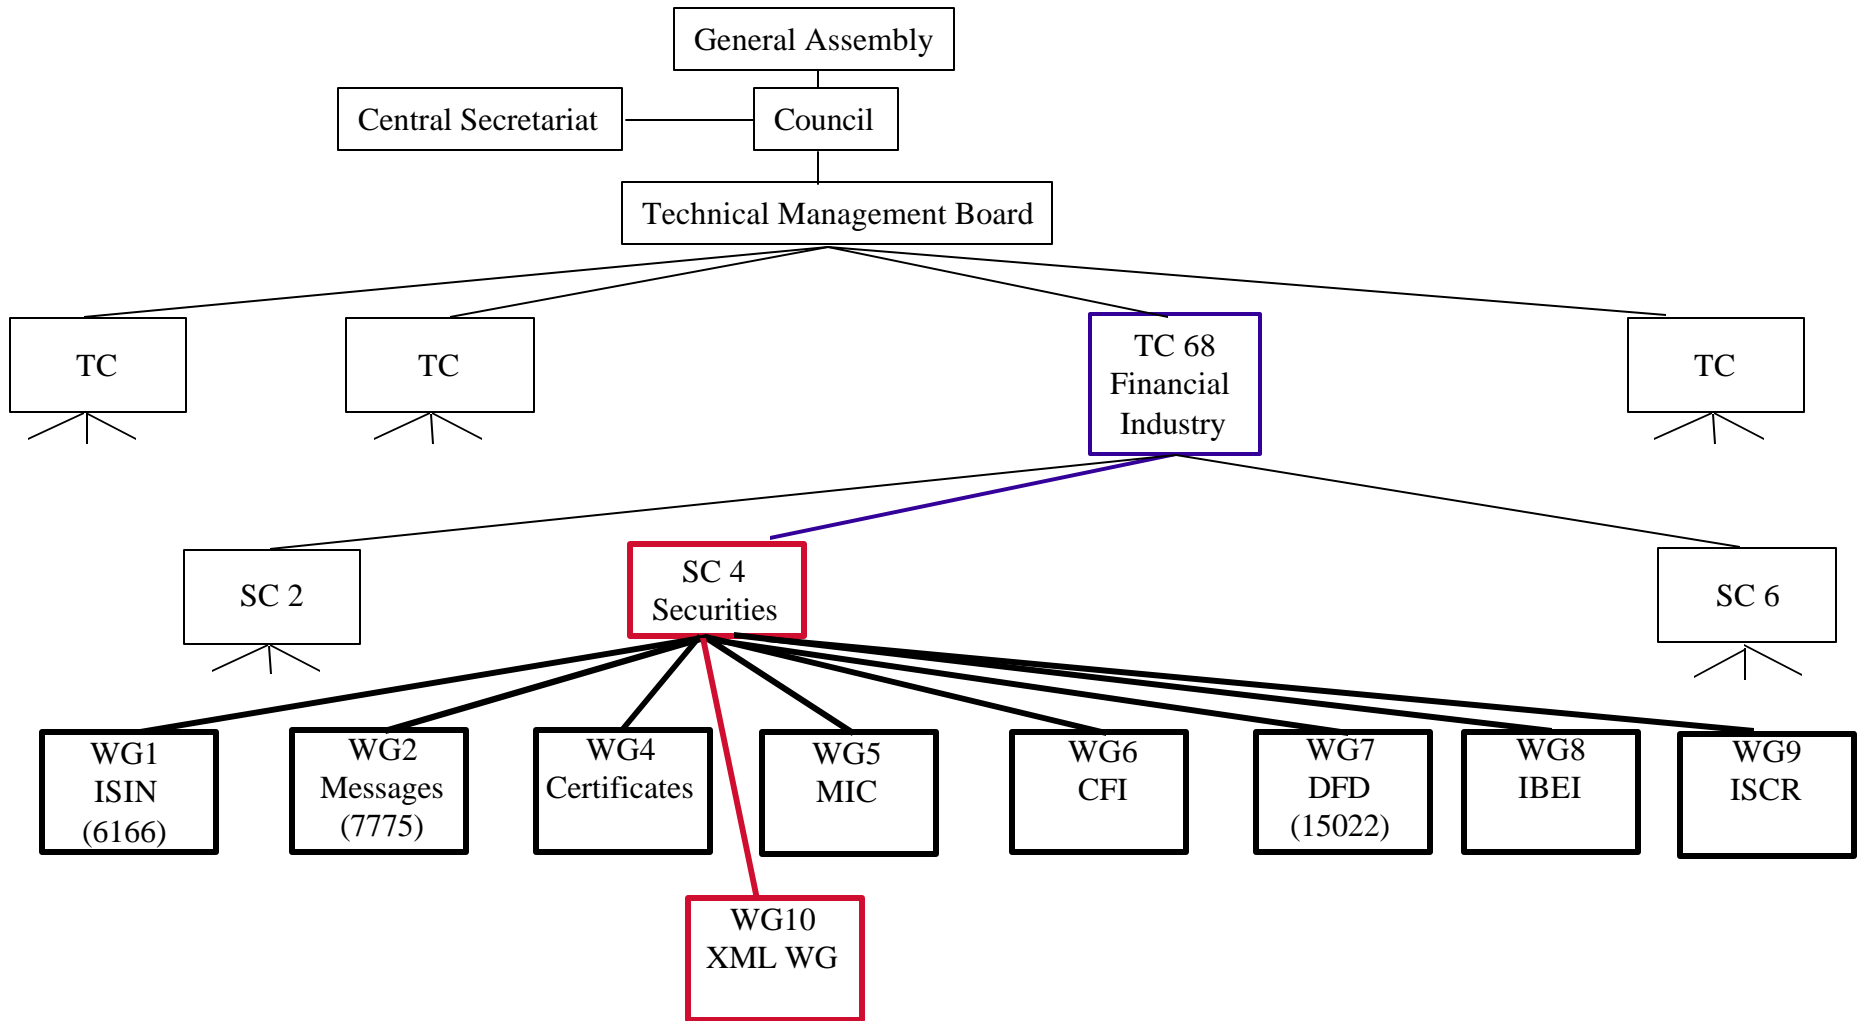 General Assembly
Central Secretariat
Council
Technical Management Board
TC
TC
TC 68
Financial
Industry
TC
SC 2
SC 4
Securities
SC 6
WG1
ISIN
(6166)
WG2
Messages
(7775)
WG4
Certificates
WG5
MIC
WG6
CFI
WG7
DFD
(15022)
WG8
IBEI
WG9
ISCR
WG10
XML WG